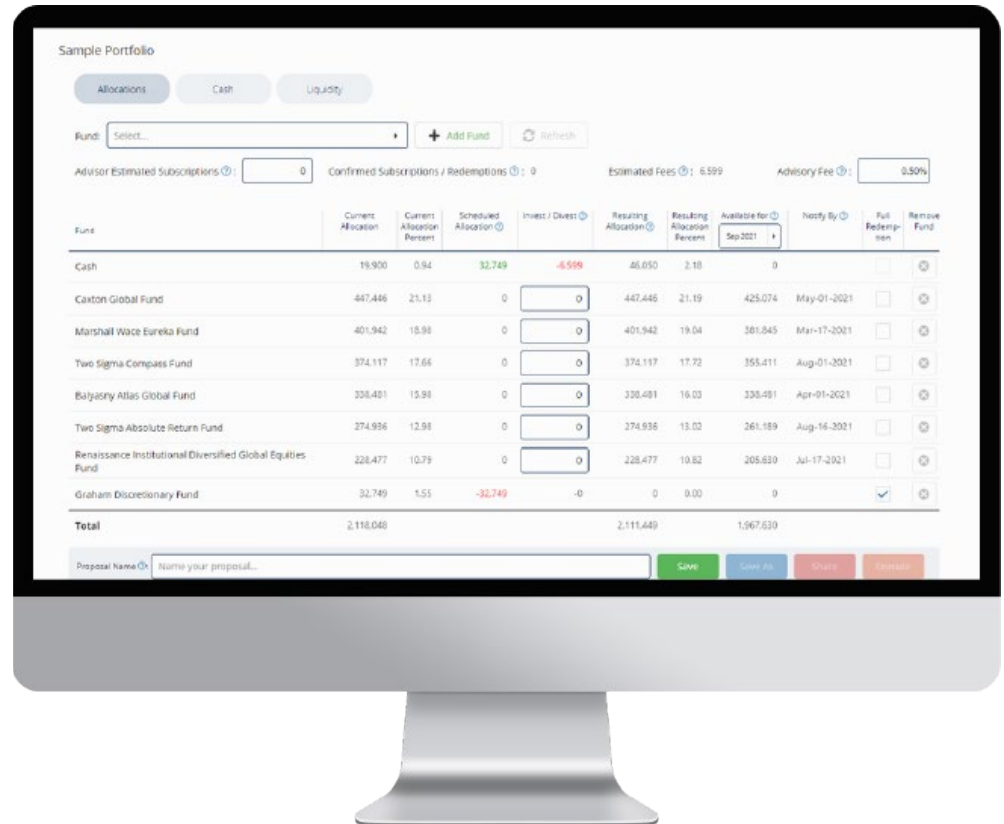 Sample Portfolio
Allocations Cash Liquidity
Fund: Select... Add Fund Refresh
Advisor Estimated Subscriptions : 0 Confirmed Subscriptions / Redemptions : 0 Estimated Fees : 6,599 Advisory Fee : 0.50%
Fund Current Allocation Current Allocation Percent Scheduled Allocation Invest / Divest Resulting Allocation Resulting Allocation Percent Available for Sep 2021 Notify By Full Redemp-tion Remove Fund
Cash 19,900 0.94 32,749 -6,599 46,050 2.18 0
Caxton Global Fund 447,446 21.13 0 0 447,446 21.19 425,074 May-01-2021
Marshall Wace Eureka Fund 401,942 18.98 0 0 401,942 19.04 381,845 Mar-17-2021
Two Sigma Compass Fund 374,117 17.66 0 0 374,117 17.72 355,411 Aug-01-2021
Balyasny Atlas Global Fund 338,481 15.98 0 0 338,481 16.03 338,481 Apr-01-2021
Two Sigma Absolute Return Fund 274,936 12.98 0 0 274,936 13.02 261,189 Aug-16-2021
Renaissance Institutional Diversified Global Equities
Fund 228,477 10.79 0 0 228,477 10.82 205,630 Jul-17-2021
Graham Discretionary Fund 32,749 1.55 -32,749 -0 0 0.00 0
Total 2,118,048 2,111,449 1,967,630
Proposal Name : Name your proposal... Save Save As Share Execute